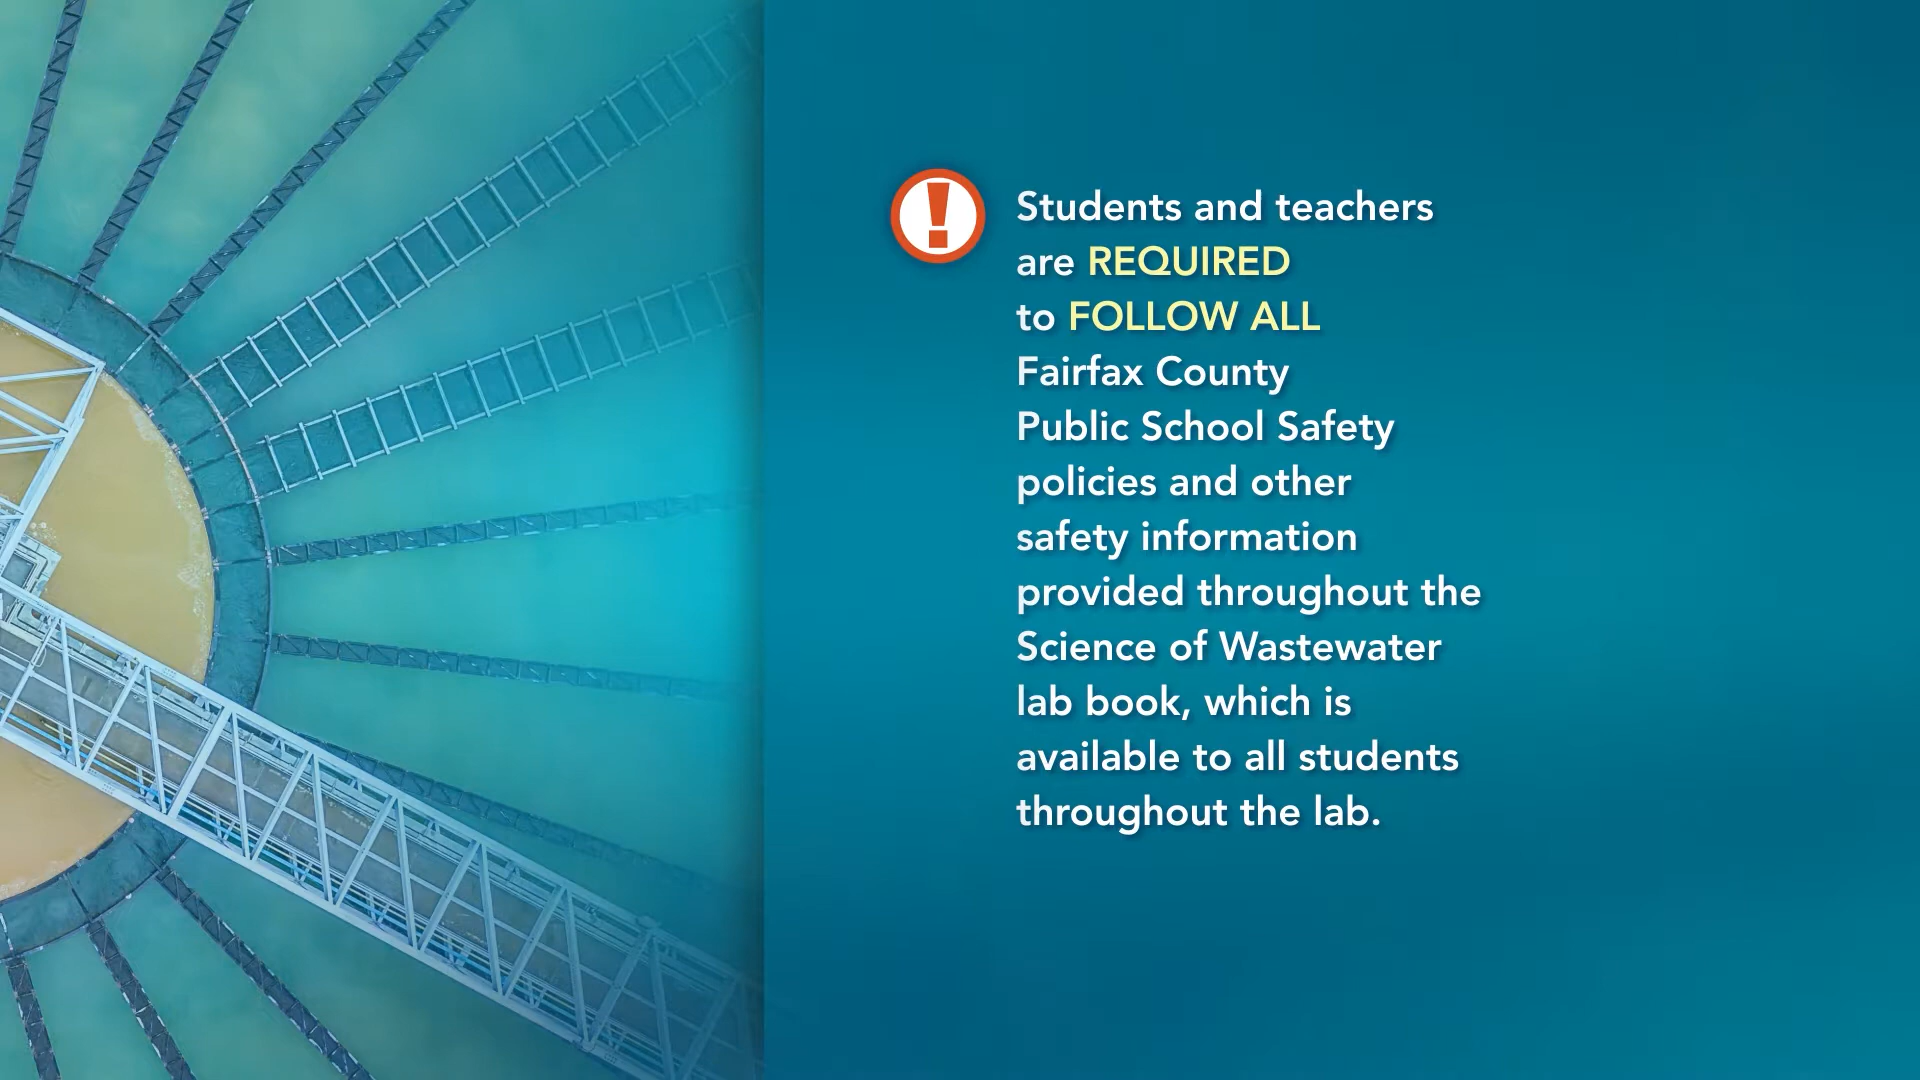 Students and teachers
are REQUIRED
to FOLLOW ALL
Fairfax County
Public School Safety
policies and other
safety information
provided throughout the
Science of Wastewater
lab book, which is
available to all students
throughout the lab.